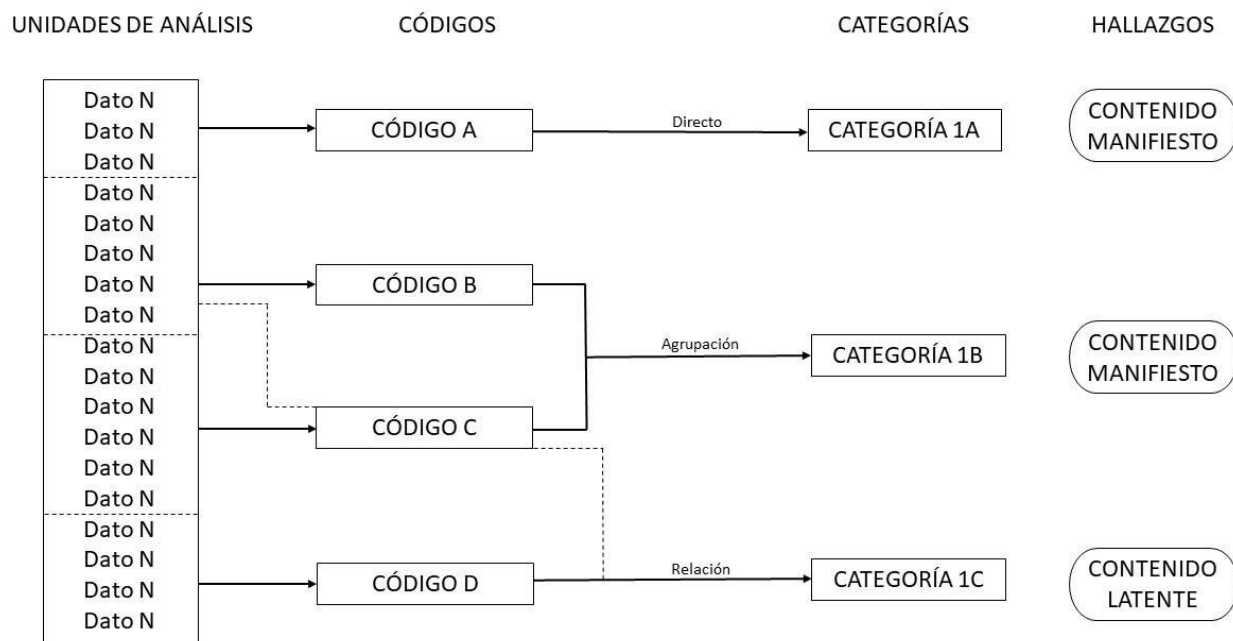 UNIDADES DE ANÁLISIS
CÓDIGOS
CATEGORÍAS
HALLAZGOS
Dato N
Dato N
Dato N
CÓDIGO A
Directo
CATEGORÍA 1A
CONTENIDO
MANIFIESTO
Dato N
Dato N
Dato N
Dato N
Dato N
CÓDIGO B
Agrupación
CATEGORÍA 1B
CONTENIDO
MANIFIESTO
Dato N
Dato N
Dato N
Dato N
Dato N
Dato N
CÓDIGO C
Dato N
Dato N
Dato N
Dato N
CÓDIGO D
Relación
CATEGORÍA 1C
CONTENIDO
LATENTE